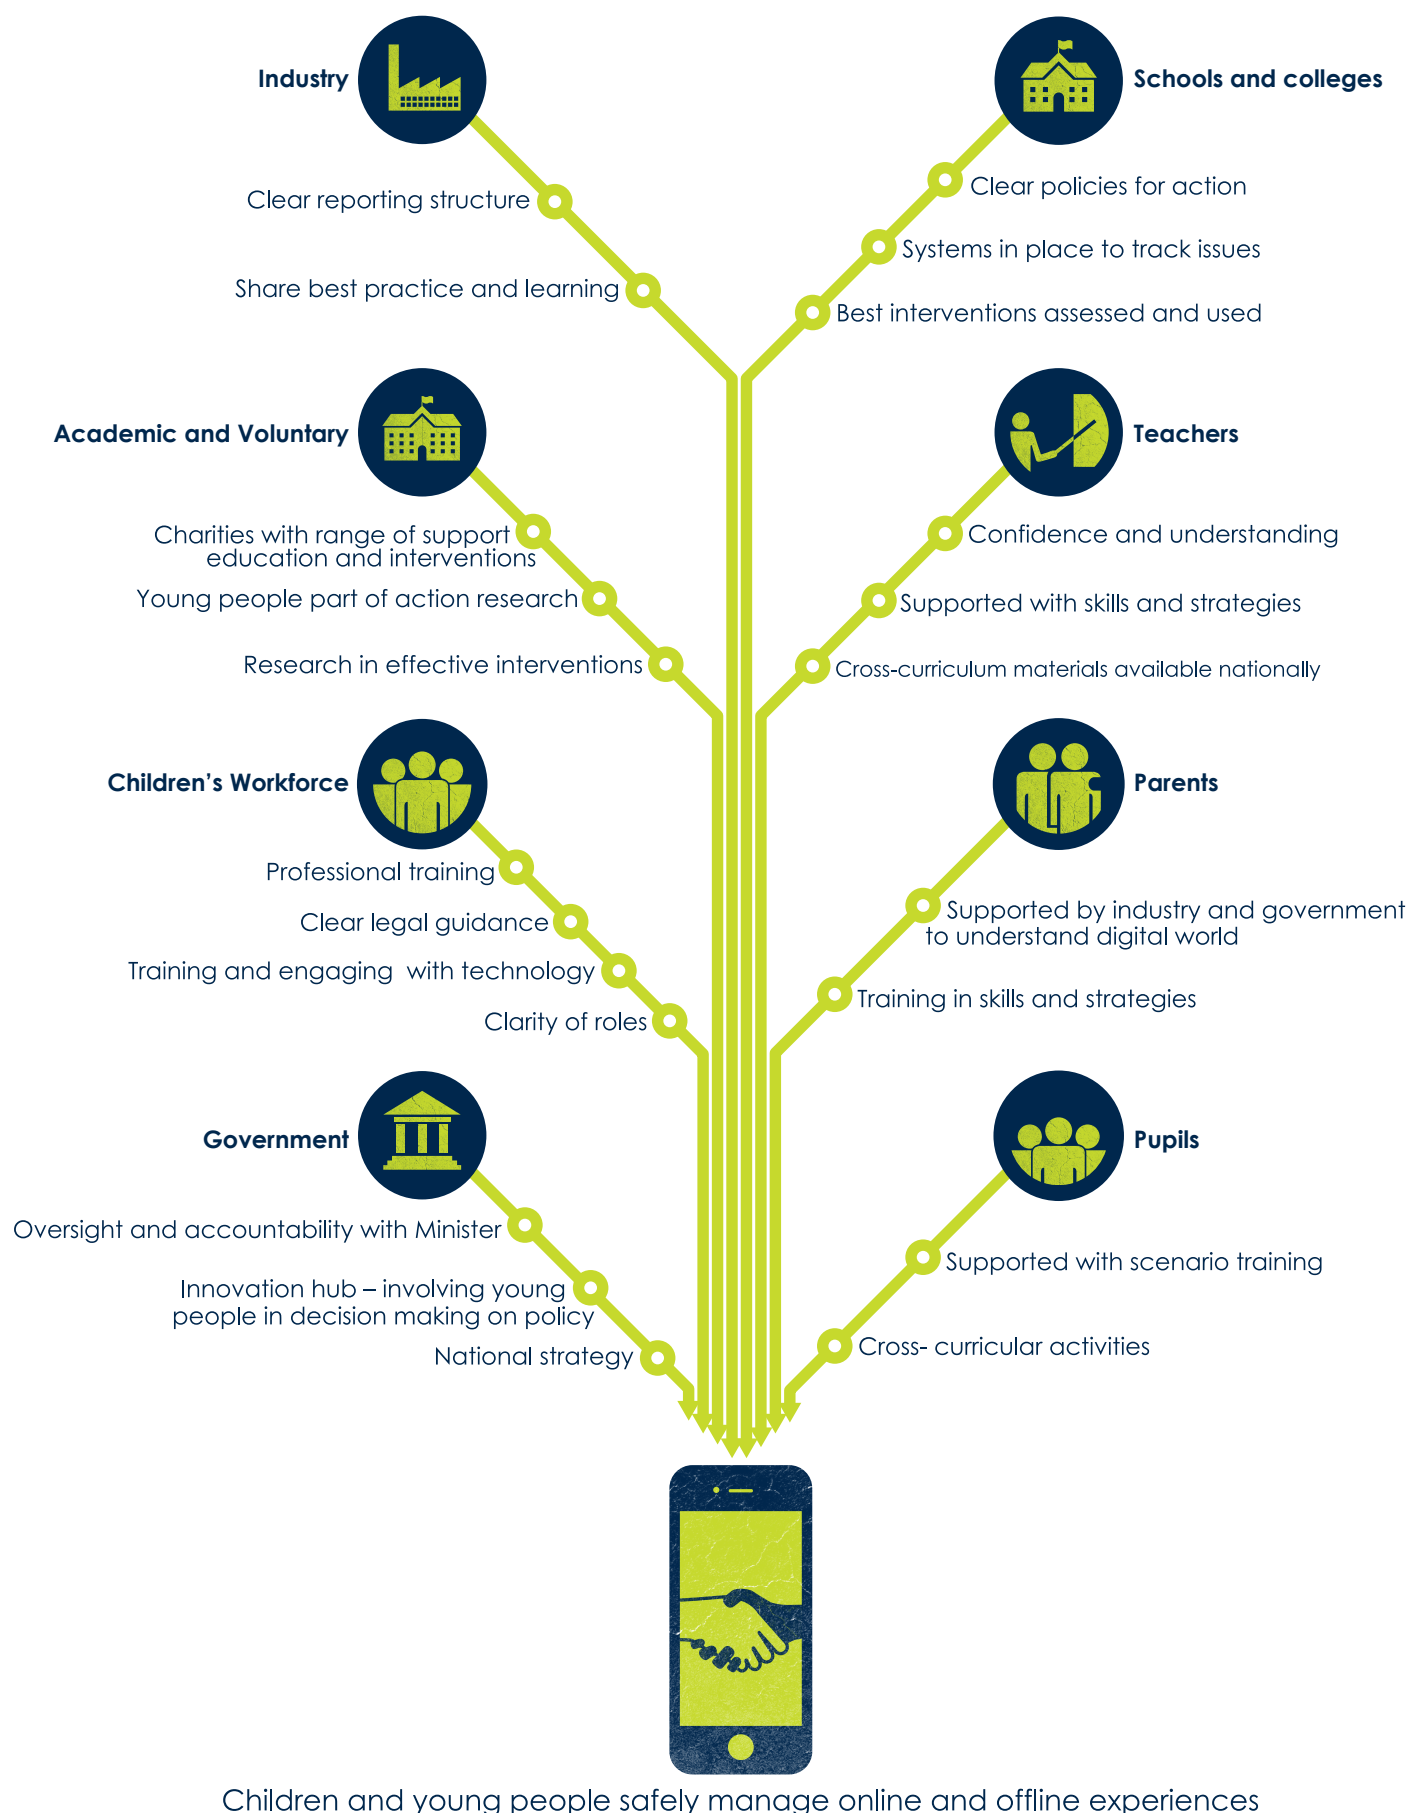 Industry
Clear reporting structure
Share best practice and learning
Schools and colleges
Clear policies for action
Systems in place to track issues
Best interventions assessed and used
Academic and Voluntary
Charities with range of support
education and interventions
Young people part of action research
Research in effective interventions
Teachers
Confidence and understanding
Supported with skills and strategies
Cross-curriculum materials available nationally
Children’s Workforce
Professional training
Clear legal guidance
Training and engaging  with technology
Clarity of roles
Parents
Supported by industry and government
to understand digital world
Training in skills and strategies
Government
Oversight and accountability with Minister
Innovation hub – involving young
people in decision making on policy
National strategy
Pupils
Supported with scenario training
Cross- curricular activities
Children and young people safely manage online and offline experiences